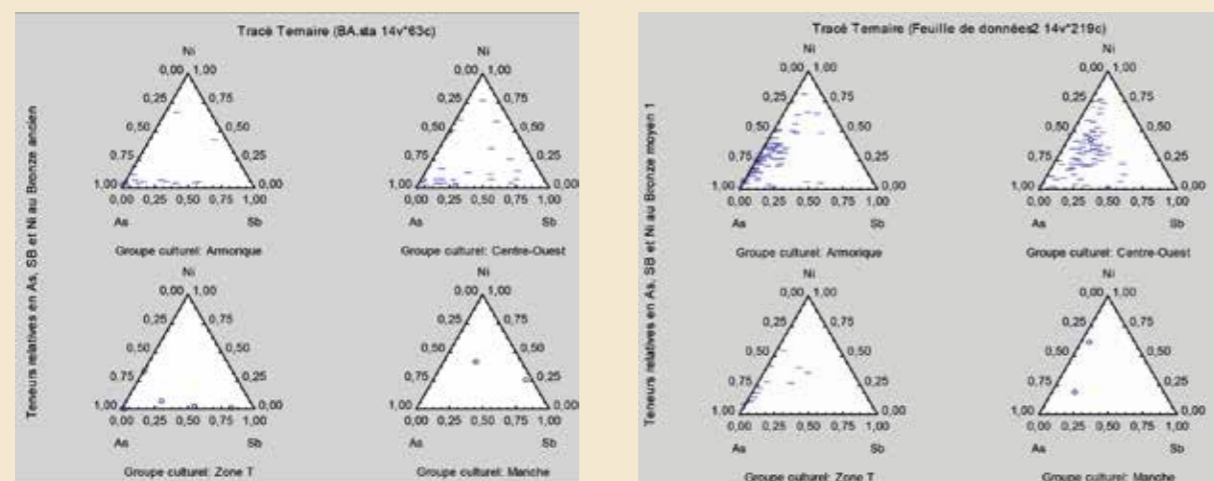 Tracé Ternaire (BA.sta 14v*63c)
Teneurs relatives en As, SB et Ni au Bronze ancien
Ni
0,00 1,00
0,25 0,75
0,50 0,50
0,75 0,25
1,00 0,00
0,00 0,25 0,50 0,75 1,00
As Sb
Groupe culturel: Armorique
Ni
0,00 1,00
0,25 0,75
0,50 0,50
0,75 0,25
1,00 0,00
0,00 0,25 0,50 0,75 1,00
As Sb
Groupe culturel: Centre-Ouest
Ni
0,00 1,00
0,25 0,75
0,50 0,50
0,75 0,25
1,00 0,00
0,00 0,25 0,50 0,75 1,00
As Sb
Groupe culturel: Zone T
Ni
0,00 1,00
0,25 0,75
0,50 0,50
0,75 0,25
1,00 0,00
0,00 0,25 0,50 0,75 1,00
As Sb
Groupe culturel: Manche
Tracé Ternaire (Feuille de données2 14v*219c)
Teneurs relatives en As, SB et Ni au Bronze moyen 1
Ni
0,00 1,00
0,25 0,75
0,50 0,50
0,75 0,25
1,00 0,00
0,00 0,25 0,50 0,75 1,00
As Sb
Groupe culturel: Armorique
Ni
0,00 1,00
0,25 0,75
0,50 0,50
0,75 0,25
1,00 0,00
0,00 0,25 0,50 0,75 1,00
As Sb
Groupe culturel: Centre-Ouest
Ni
0,00 1,00
0,25 0,75
0,50 0,50
0,75 0,25
1,00 0,00
0,00 0,25 0,50 0,75 1,00
As Sb
Groupe culturel: Zone T
Ni
0,00 1,00
0,25 0,75
0,50 0,50
0,75 0,25
1,00 0,00
0,00 0,25 0,50 0,75 1,00
As Sb
Groupe culturel: Manche